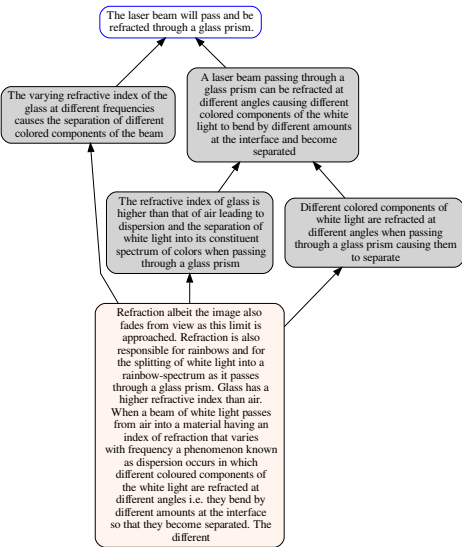 The laser beam will pass and be
refracted through a glass prism.
The varying refractive index of the
glass at different frequencies
causes the separation of different
colored components of the beam
A laser beam passing through a
glass prism can be refracted at
different angles causing different
colored components of the white
light to bend by different amounts
at the interface and become
separated
The refractive index of glass is
higher than that of air leading to
dispersion and the separation of
white light into its constituent
spectrum of colors when passing
through a glass prism
Different colored components of
white light are refracted at
different angles when passing
through a glass prism causing them
to separate
Refraction albeit the image also
fades from view as this limit is
approached. Refraction is also
responsible for rainbows and for
the splitting of white light into a
rainbow-spectrum as it passes
through a glass prism. Glass has a
higher refractive index than air.
When a beam of white light passes
from air into a material having an
index of refraction that varies
with frequency a phenomenon known
as dispersion occurs in which
different coloured components of
the white light are refracted at
different angles i.e. they bend by
different amounts at the interface
so that they become separated. The
different